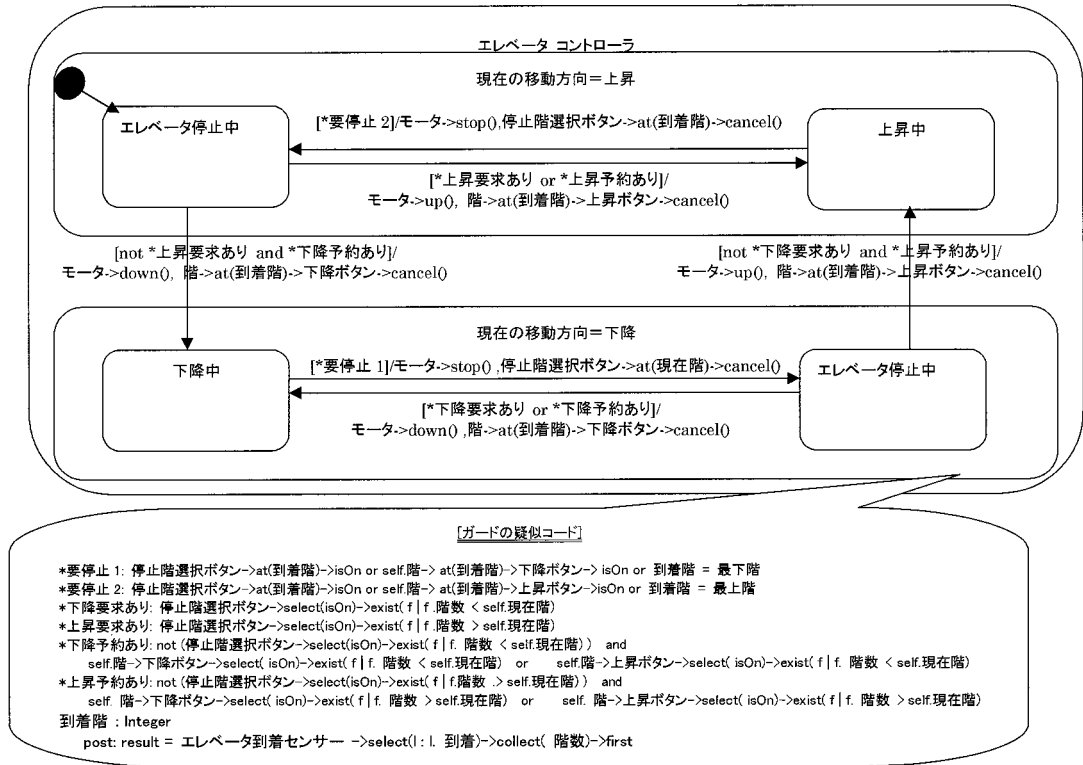 エレベータ コントローラ
現在の移動方向＝上昇
エレベータ停止中
[*要停止 2]/モータ->stop(),停止階選択ボタン->at(到着階)->cancel()
上昇中
[*上昇要求あり or *上昇予約あり]/
モータ->up(), 階->at(到着階)->上昇ボタン->cancel()
[not *上昇要求あり and *下降予約あり]/
モータ->down(), 階->at(到着階)->下降ボタン->cancel()
[not *下降要求あり and *上昇予約あり]/
モータ->up(), 階->at(到着階)->上昇ボタン->cancel()
現在の移動方向＝下降
下降中
[*要停止 1]/モータ->stop() ,停止階選択ボタン->at(現在階)->cancel()
エレベータ停止中
[*下降要求あり or *下降予約あり]/
モータ->down() ,階->at(到着階)->下降ボタン->cancel()
[ガードの疑似コード]
*要停止 1: 停止階選択ボタン->at(到着階)->isOn or self.階-> at(到着階)->下降ボタン-> isOn or 到着階 = 最下階
*要停止 2: 停止階選択ボタン->at(到着階)->isOn or self.階-> at(到着階)->上昇ボタン->isOn or 到着階 = 最上階
*下降要求あり: 停止階選択ボタン->select(isOn)->exist( f | f .階数 < self.現在階)
*上昇要求あり: 停止階選択ボタン->select(isOn)->exist( f | f .階数 > self.現在階)
*下降予約あり: not (停止階選択ボタン->select(isOn)->exist( f | f. 階数 < self.現在階) ) and
self.階->下降ボタン->select( isOn)->exist( f | f. 階数 < self.現在階) or self.階->上昇ボタン->select( isOn)->exist( f | f. 階数 < self.現在階)
*上昇予約あり: not (停止階選択ボタン->select(isOn)->exist( f | f.階数 .> self.現在階) ) and
self. 階->下降ボタン->select( isOn)->exist( f | f. 階数 > self.現在階) or self. 階->上昇ボタン->select( isOn)->exist( f | f. 階数 > self.現在階)
到着階 : Integer
post: result = エレベータ到着センサー ->select(l : l. 到着)->collect( 階数)->first